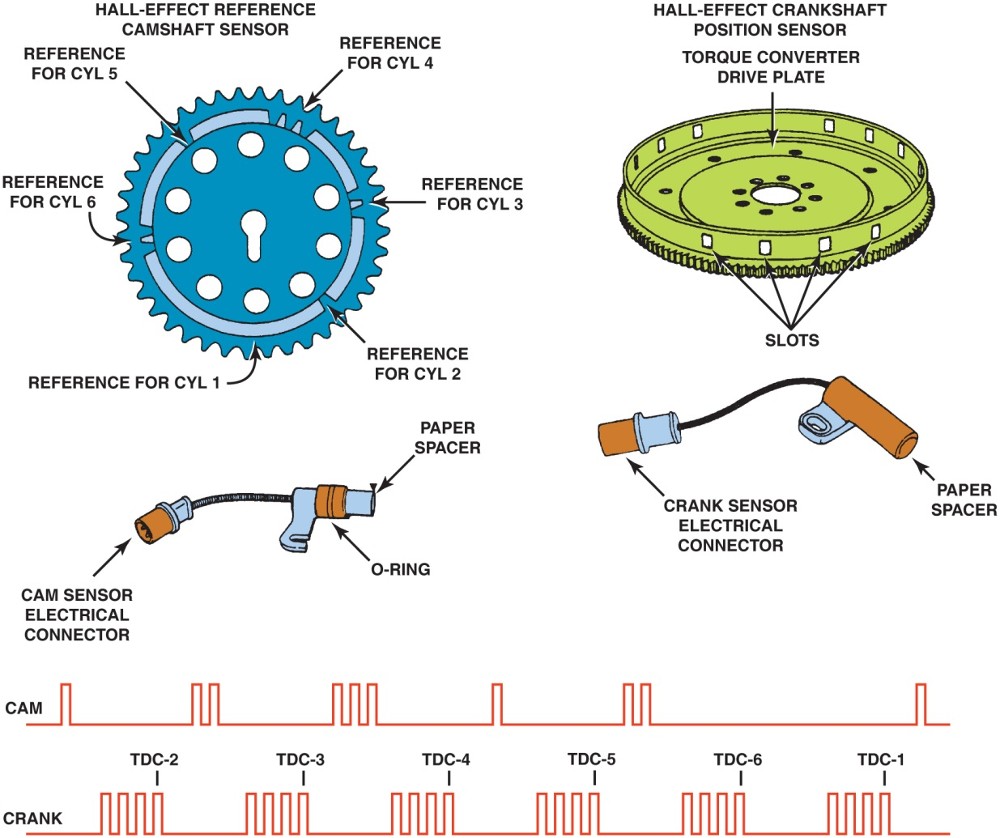 HALL-EFFECT REFERENCE
CAMSHAFT SENSOR
REFERENCE
FOR CYL 5
REFERENCE
FOR CYL 4
REFERENCE
FOR CYL 6
REFERENCE
FOR CYL 3
REFERENCE FOR CYL 1
REFERENCE
FOR CYL 2
HALL-EFFECT CRANKSHAFT
POSITION SENSOR
TORQUE CONVERTER
DRIVE PLATE
SLOTS
PAPER
SPACER
O-RING
CAM SENSOR
ELECTRICAL
CONNECTOR
CRANK SENSOR
ELECTRICAL
CONNECTOR
PAPER
SPACER
CAM
TDC-2 TDC-3 TDC-4 TDC-5 TDC-6 TDC-1
CRANK